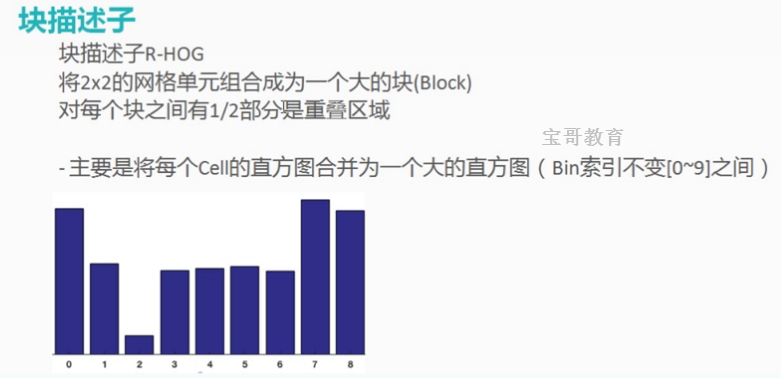 块描述子
块描述子R-HOG
将2x2的网格单元组合成为一个大的块(Block)
对每个块之间有1/2部分是重叠区域
宝哥教育
- 主要是将每个Cell的直方图合并为一个大的直方图（Bin索引不变[0~9]之间）
0 1 2 3 4 5 6 7 8